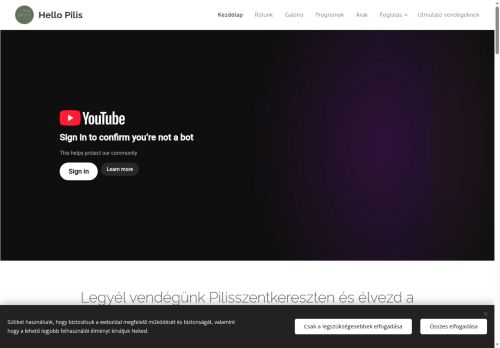 Hello Pilis
Kezdőlap Rólunk Galéria Programok Árak Foglalás Útmutató vendégeknek
YouTube
Sign in to confirm you're not a bot
This helps protect our community
Sign in Learn more
Legyél vendégünk Pilisszentkereszten és élvezd a
Sütiket használunk, hogy biztosítsuk a weboldal megfelelő működését és biztonságát, valamint
hogy a lehető legjobb felhasználói élményt kínáljuk Neked.
Csak a legszükségesebbek elfogadása Összes elfogadása